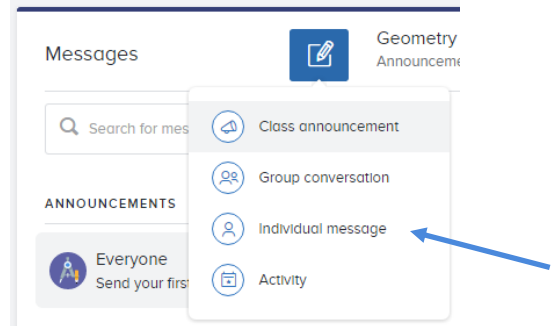 Messages
Geometry
Announceme
Search for mes
Class announcement
Group conversation
Individual message
Activity
ANNOUNCEMENTS
Everyone
Send your first